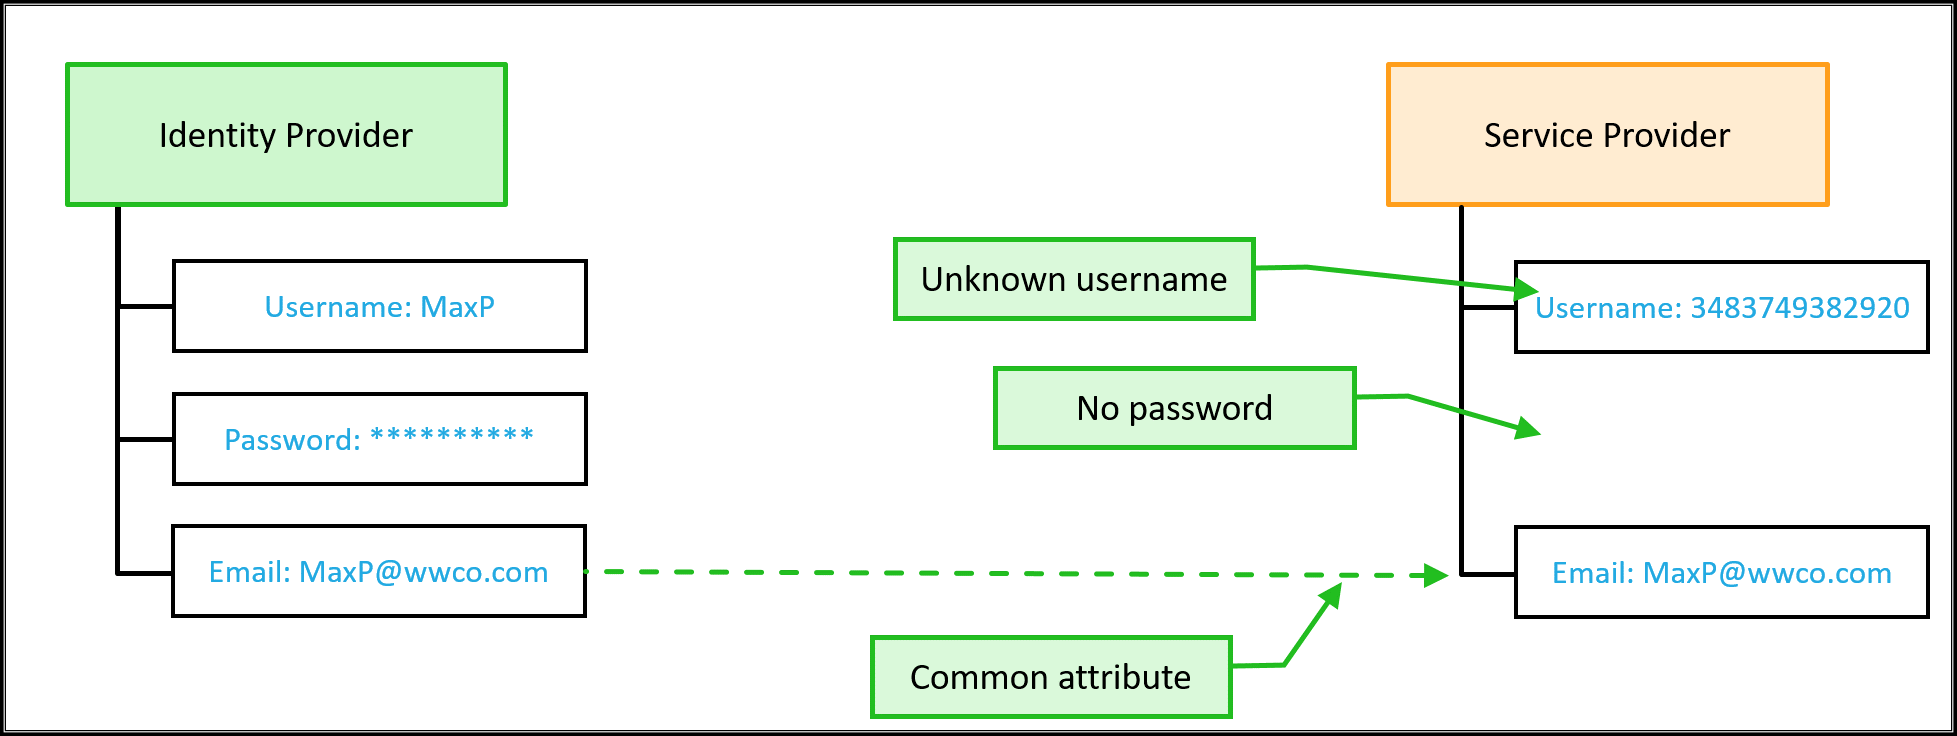 Identity Provider
Service Provider
Unknown username
Username: MaxP
Username: 3483749382920
No password
Password: **********
Email: MaxP@wwco.com
Email: MaxP@wwco.com
Common attribute